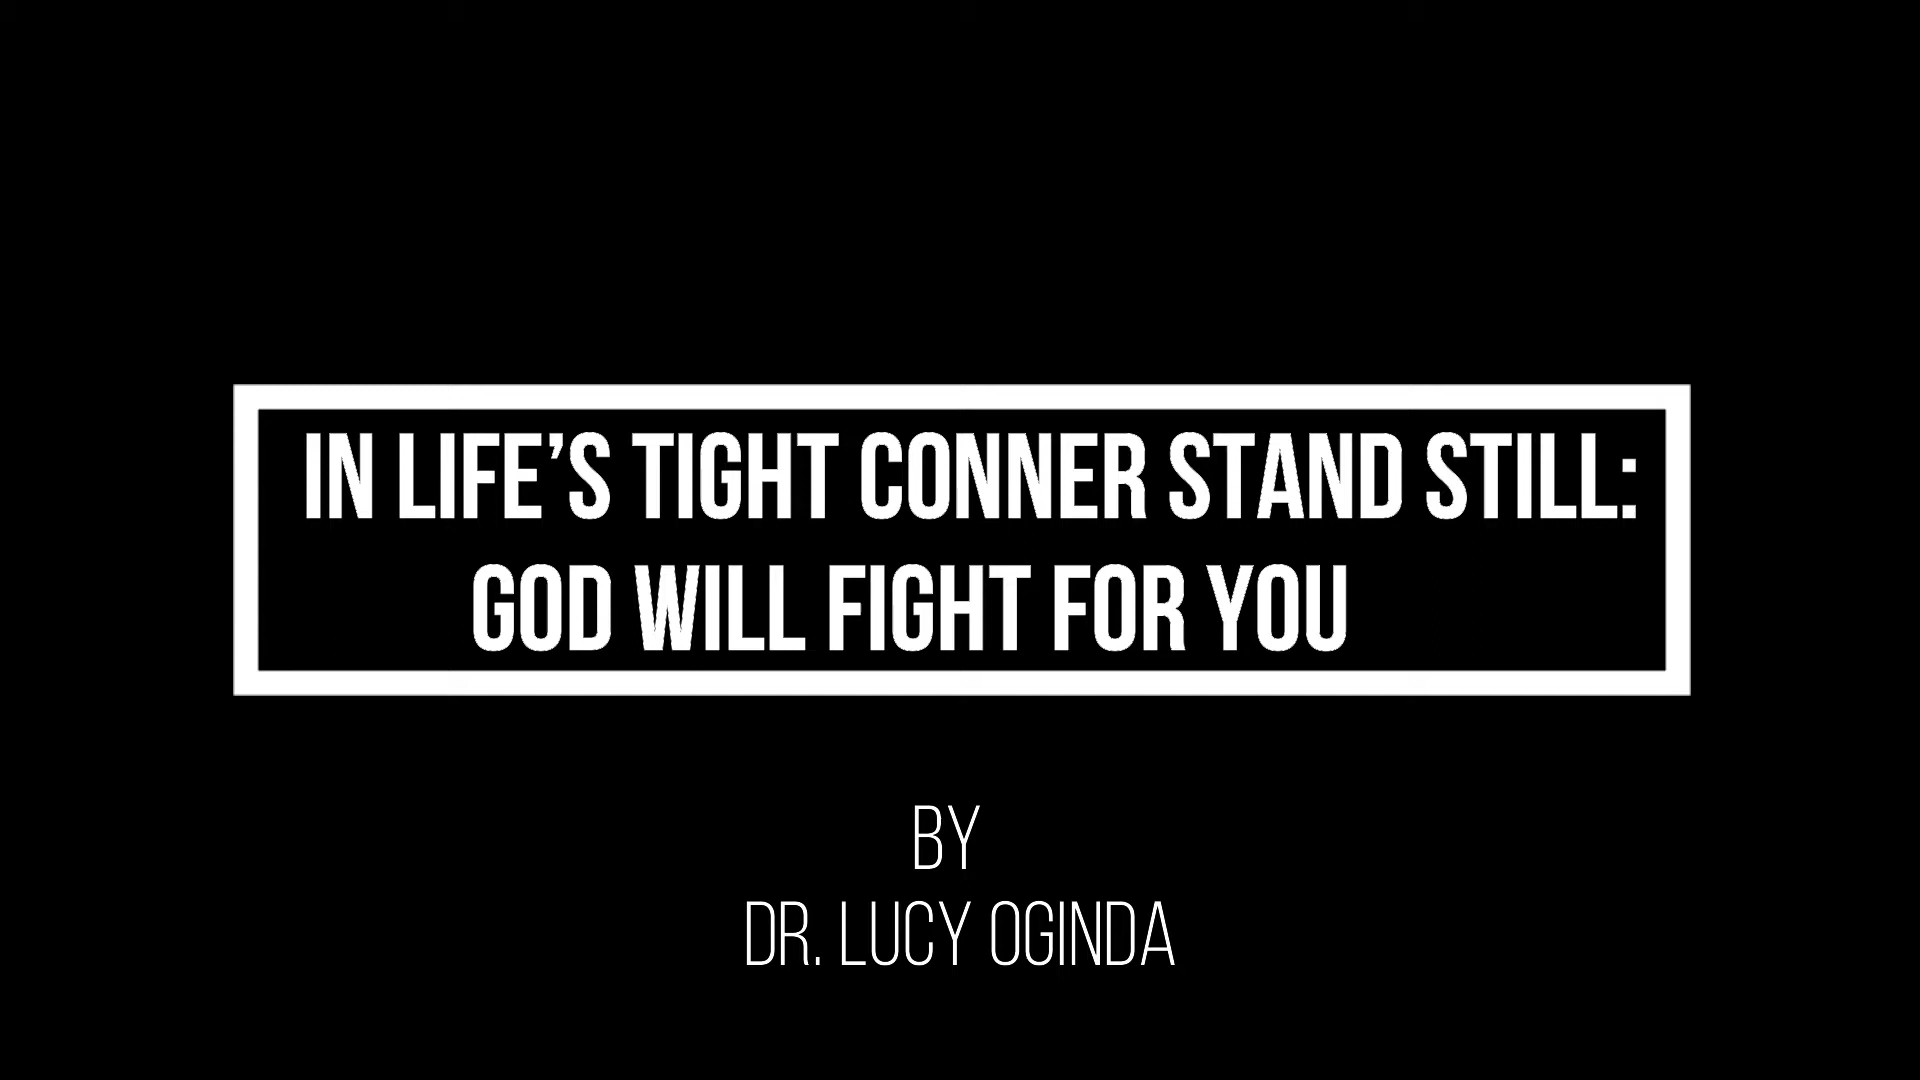 IN LIFE’S TIGHT CONNER STAND STILL:
GOD WILL FIGHT FOR YOU
BY
DR. LUCY OGINDA